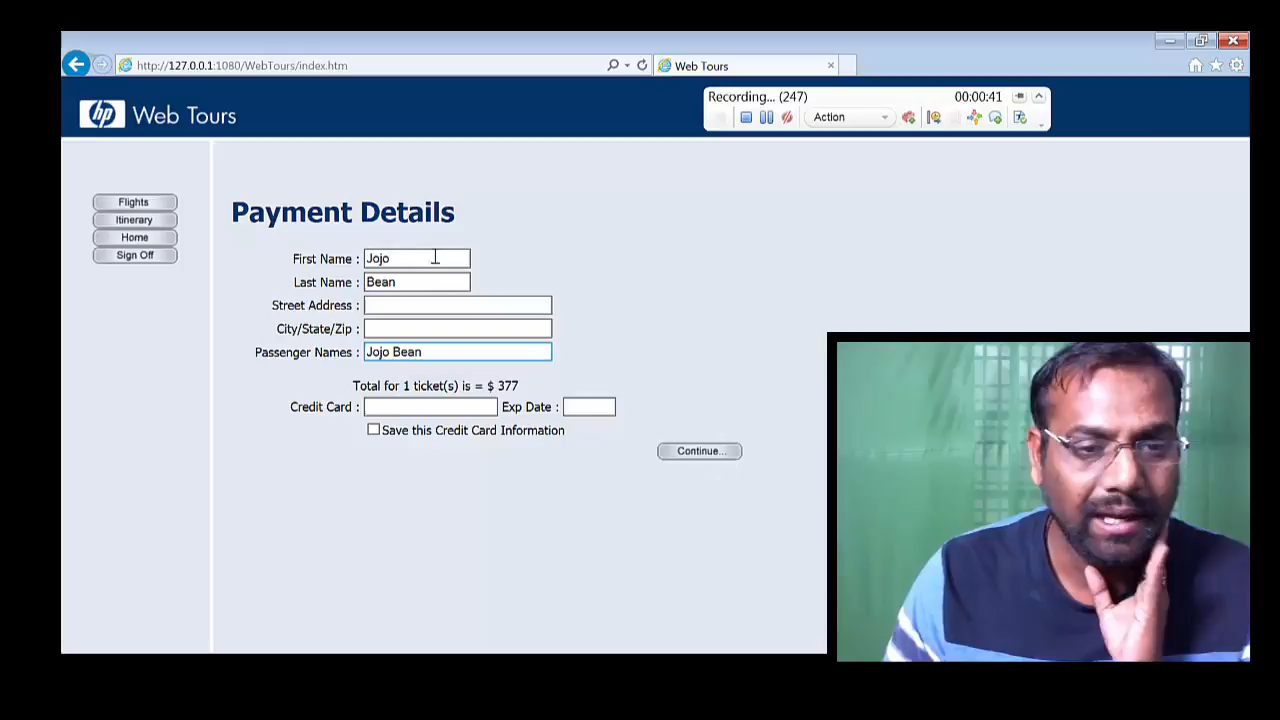 http://127.0.0.1:1080/WebTours/index.htm
Web Tours
hp Web Tours
Recording... (247) 00:00:41
Action
Flights
Itinerary
Home
Sign Off
Payment Details
First Name : Jojo
Last Name : Bean
Street Address :
City/State/Zip :
Passenger Names : Jojo Bean
Total for 1 ticket(s) is = $ 377
Credit Card : Exp Date :
Save this Credit Card Information
Continue...